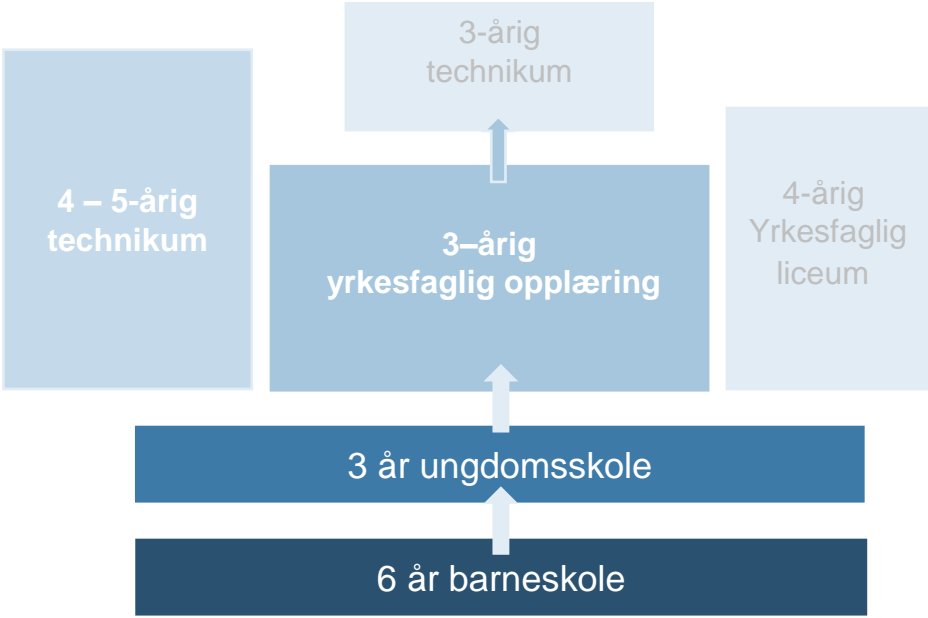 3-årig
technikum
4 – 5-årig
technikum
3–årig
yrkesfaglig opplæring
4-årig
Yrkesfaglig
liceum
3 år ungdomsskole
6 år barneskole